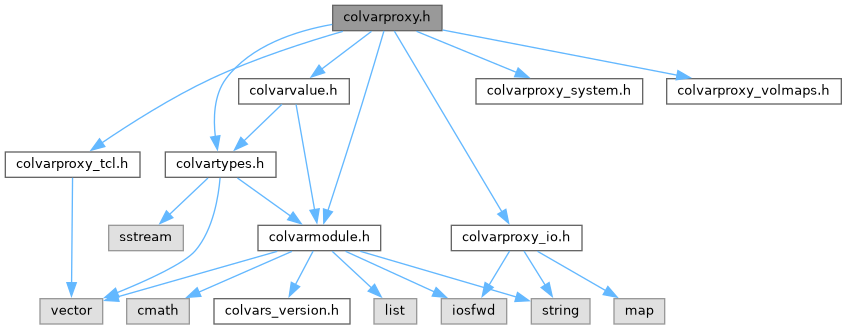 colvarproxy.h
colvarvalue.h
colvarproxy_system.h
colvarproxy_volmaps.h
colvarproxy_tcl.h
colvartypes.h
sstream
colvarmodule.h
colvarproxy_io.h
vector
cmath
colvars_version.h
list
iosfwd
string
map